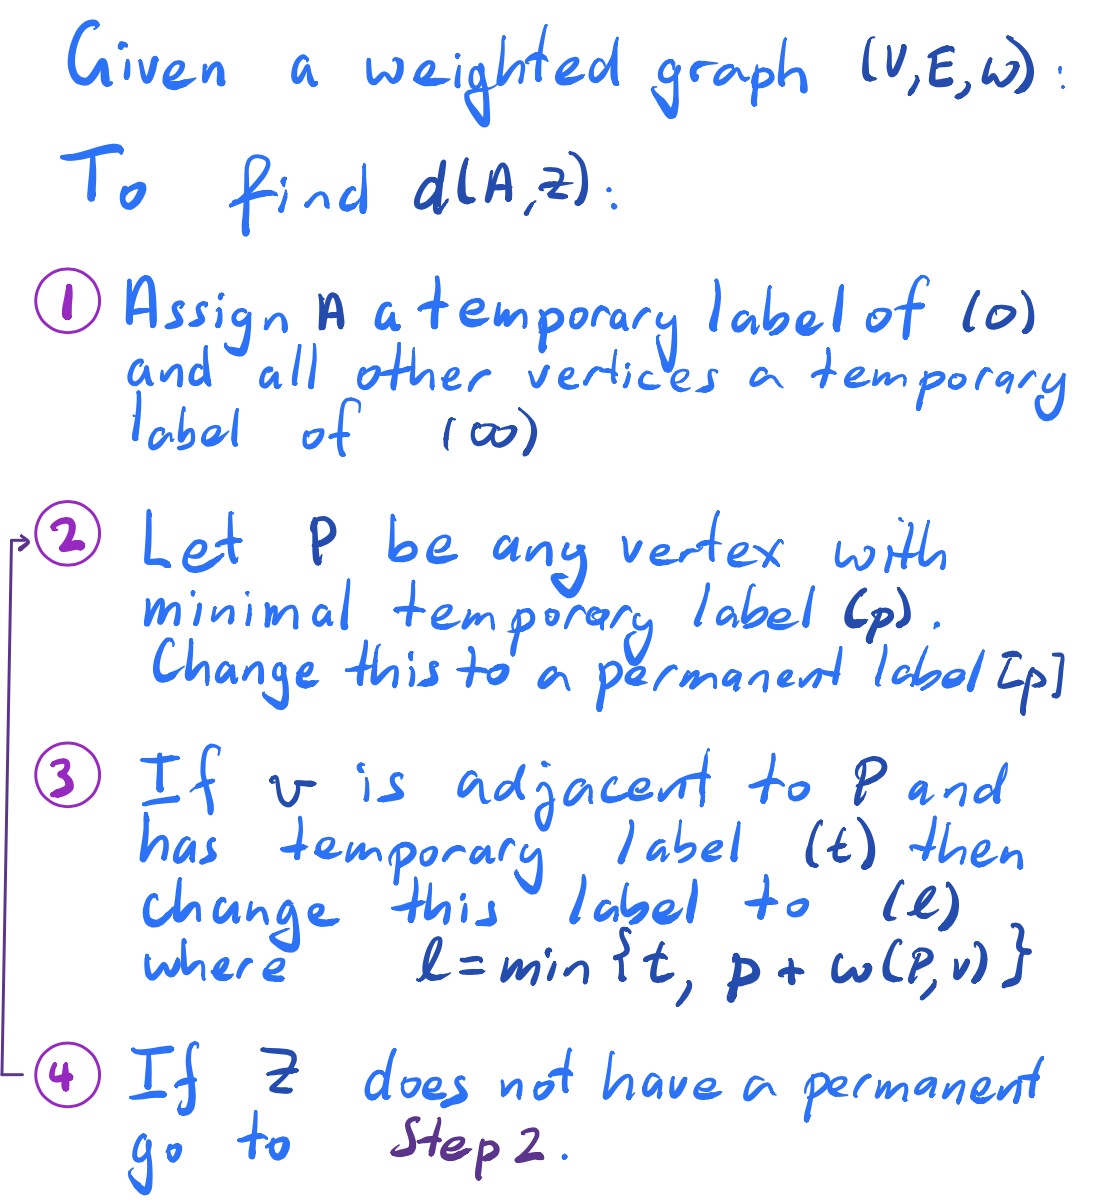 Given a weighted graph (V,E,w):
To find d(A,Z):
① Assign A a temporary label of (0)
and all other vertices a temporary
label of (∞)
② Let P be any vertex with
minimal temporary label (p).
Change this to a permanent label [p]
③ If v is adjacent to P and
has temporary label (t) then
change this label to (ℓ)
where ℓ = min {t, p + w(P,v)}
④ If Z does not have a permanent
go to Step 2.